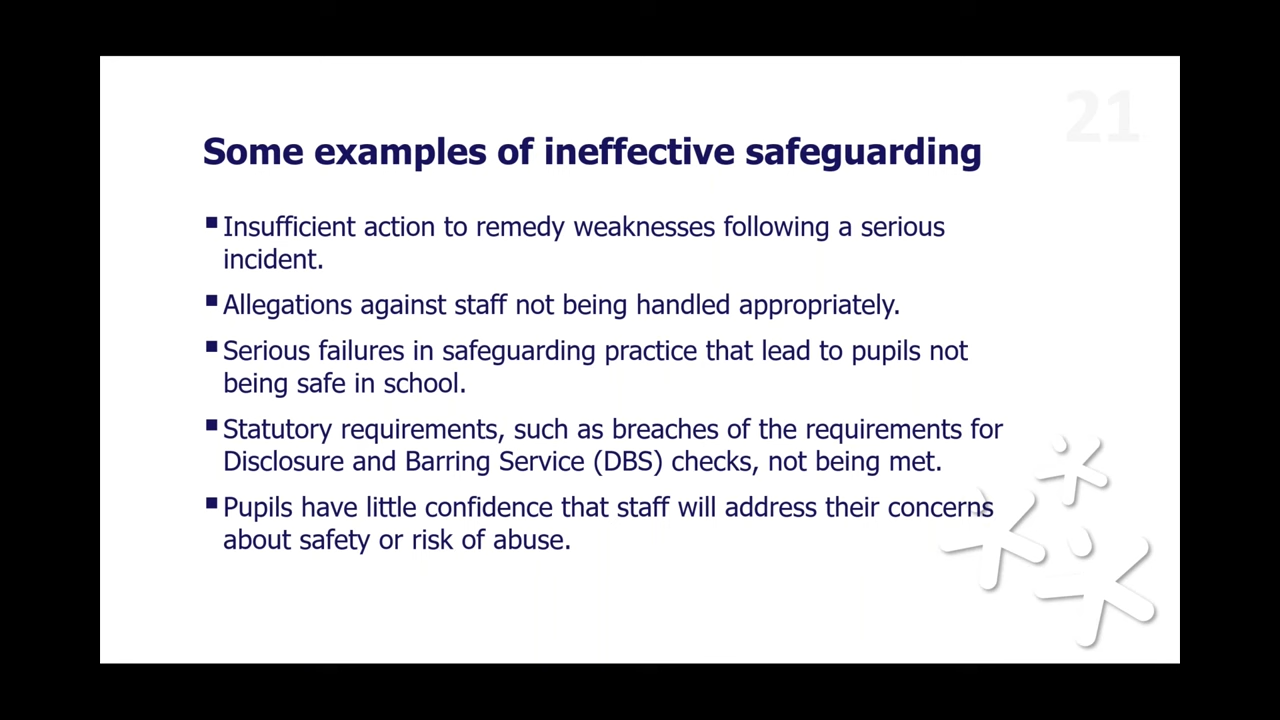 21
Some examples of ineffective safeguarding
▪Insufficient action to remedy weaknesses following a serious
incident.
▪Allegations against staff not being handled appropriately.
▪Serious failures in safeguarding practice that lead to pupils not
being safe in school.
▪Statutory requirements, such as breaches of the requirements for
Disclosure and Barring Service (DBS) checks, not being met.
▪Pupils have little confidence that staff will address their concerns
about safety or risk of abuse.